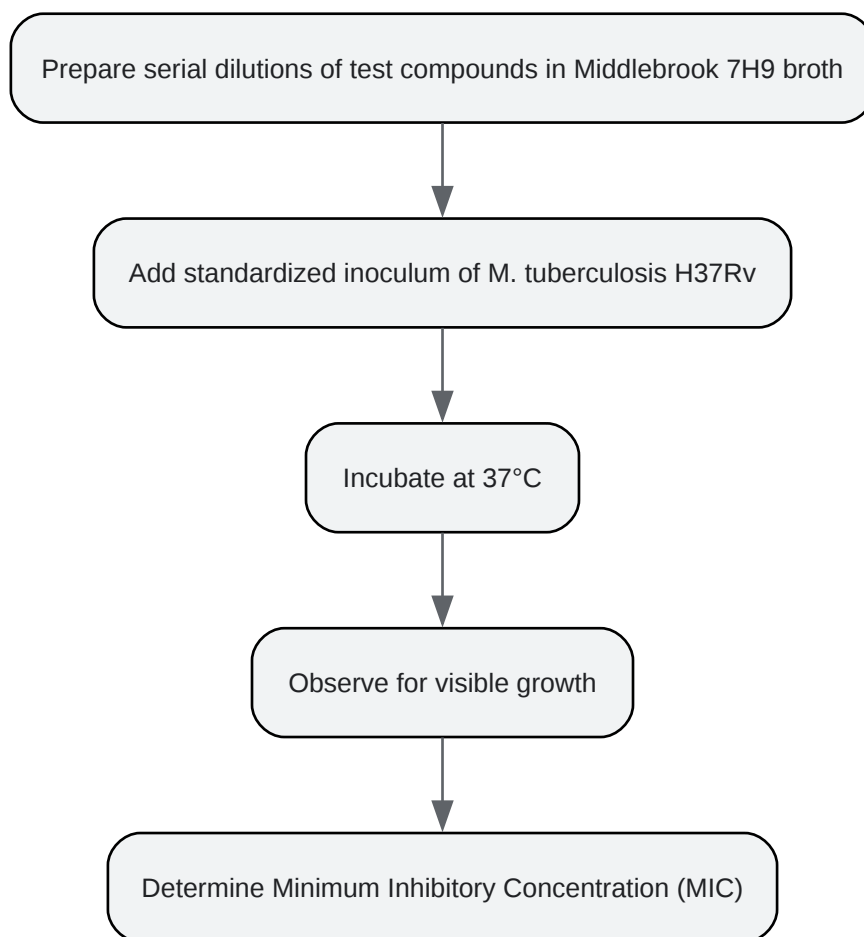 Prepare serial dilutions of test compounds in Middlebrook 7H9 broth
Add standardized inoculum of M. tuberculosis H37Rv
Incubate at 37°C
Observe for visible growth
Determine Minimum Inhibitory Concentration (MIC)